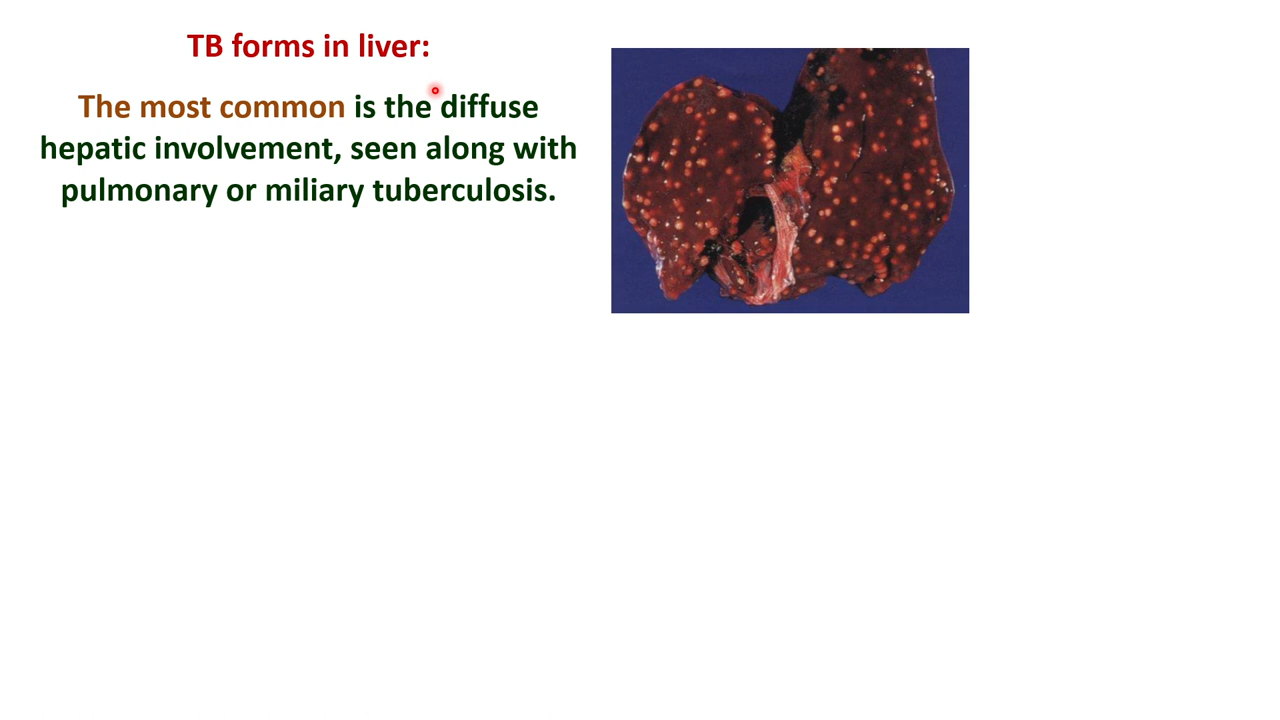 TB forms in liver:
The most common is the diffuse
hepatic involvement, seen along with
pulmonary or miliary tuberculosis.